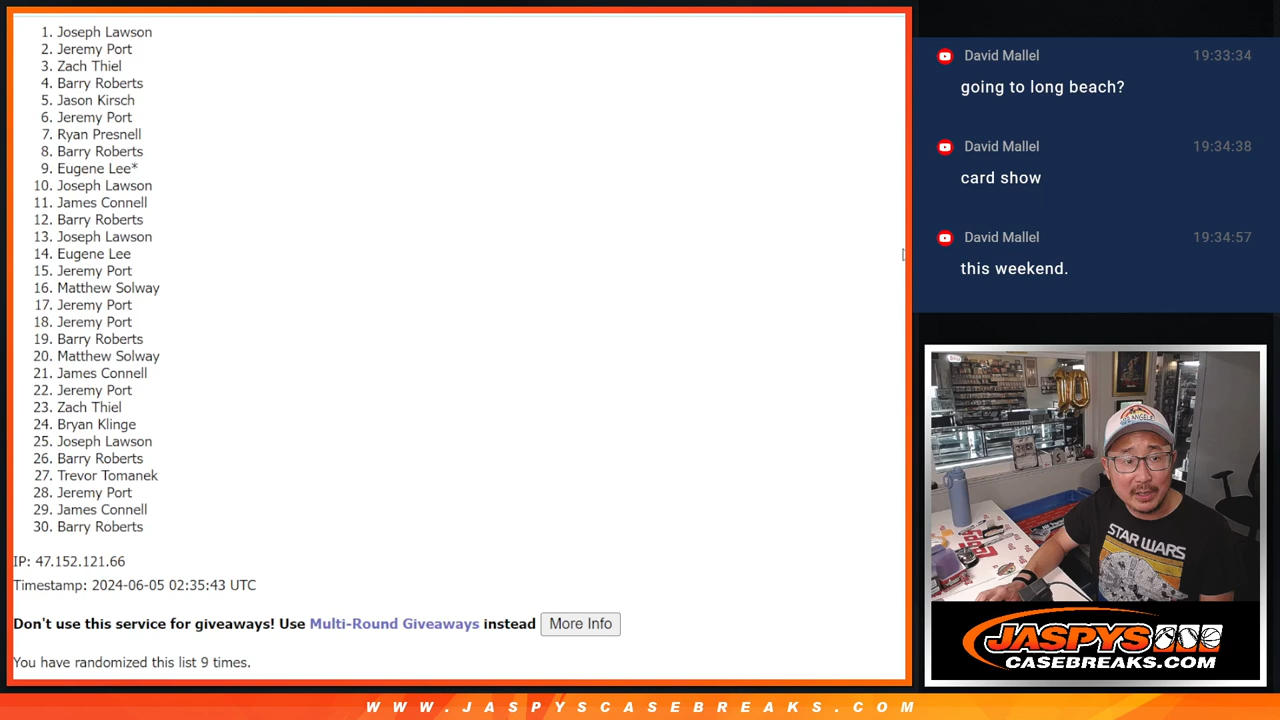 1. Joseph Lawson
2. Jeremy Port
3. Zach Thiel
4. Barry Roberts
5. Jason Kirsch
6. Jeremy Port
7. Ryan Presnell
8. Barry Roberts
9. Eugene Lee*
10. Joseph Lawson
11. James Connell
12. Barry Roberts
13. Joseph Lawson
14. Eugene Lee
15. Jeremy Port
16. Matthew Solway
17. Jeremy Port
18. Jeremy Port
19. Barry Roberts
20. Matthew Solway
21. James Connell
22. Jeremy Port
23. Zach Thiel
24. Bryan Klinge
25. Joseph Lawson
26. Barry Roberts
27. Trevor Tomanek
28. Jeremy Port
29. James Connell
30. Barry Roberts
IP: 47.152.121.66
Timestamp: 2024-06-05 02:35:43 UTC
Don't use this service for giveaways! Use Multi-Round Giveaways instead More Info
You have randomized this list 9 times.
David Mallel 19:33:34
going to long beach?
David Mallel 19:34:38
card show
David Mallel 19:34:57
this weekend.
10
STAR WARS
JASPYS
CASEBREAKS.COM
WWW.JASPYSCASEBREAKS.COM